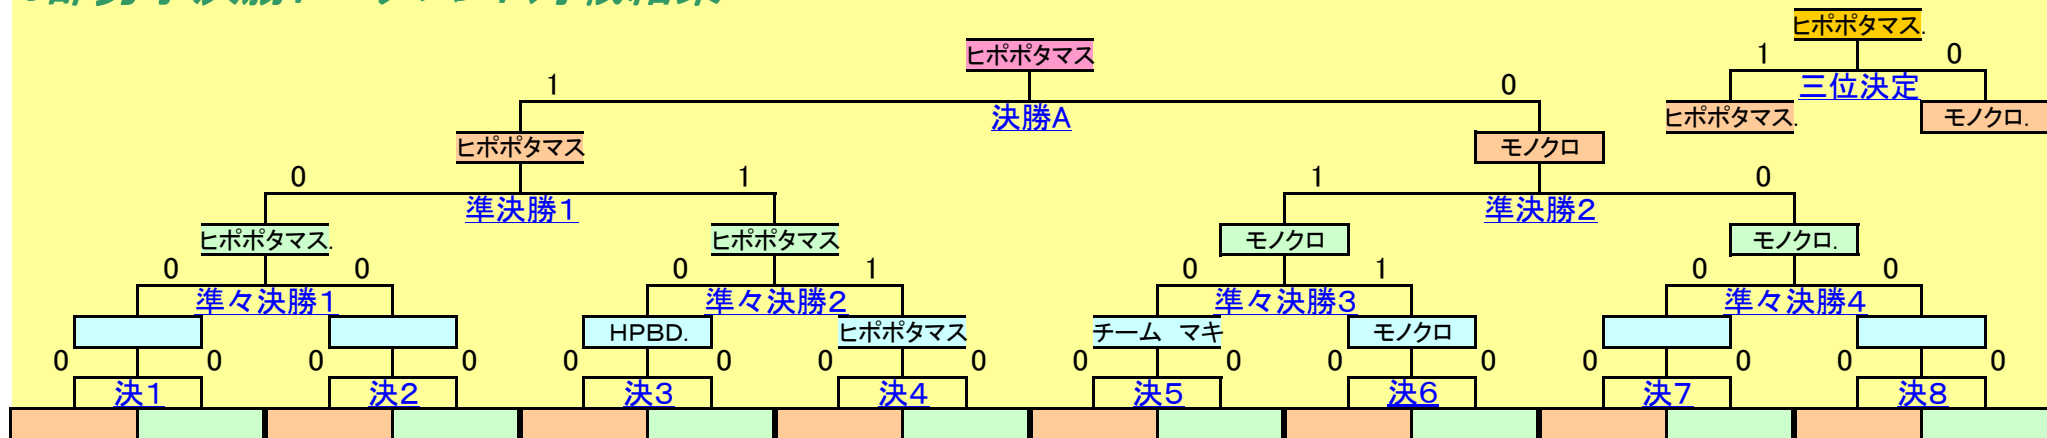 ヒポポタマス.
ヒポポタマス
1 0
1 0
三位決定
決勝A
ヒポポタマス. モノクロ.
ヒポポタマス モノクロ
0 1 1 0
準決勝1 準決勝2
ヒポポタマス. ヒポポタマス モノクロ モノクロ.
0 0 0 1 0 1 0 0
準々決勝1 準々決勝2 準々決勝3 準々決勝4
HPBD. ヒポポタマス チーム マキ モノクロ
0 0 0 0 0 0 0 0 0 0 0 0 0 0 0 0
決1 決2 決3 決4 決5 決6 決7 決8